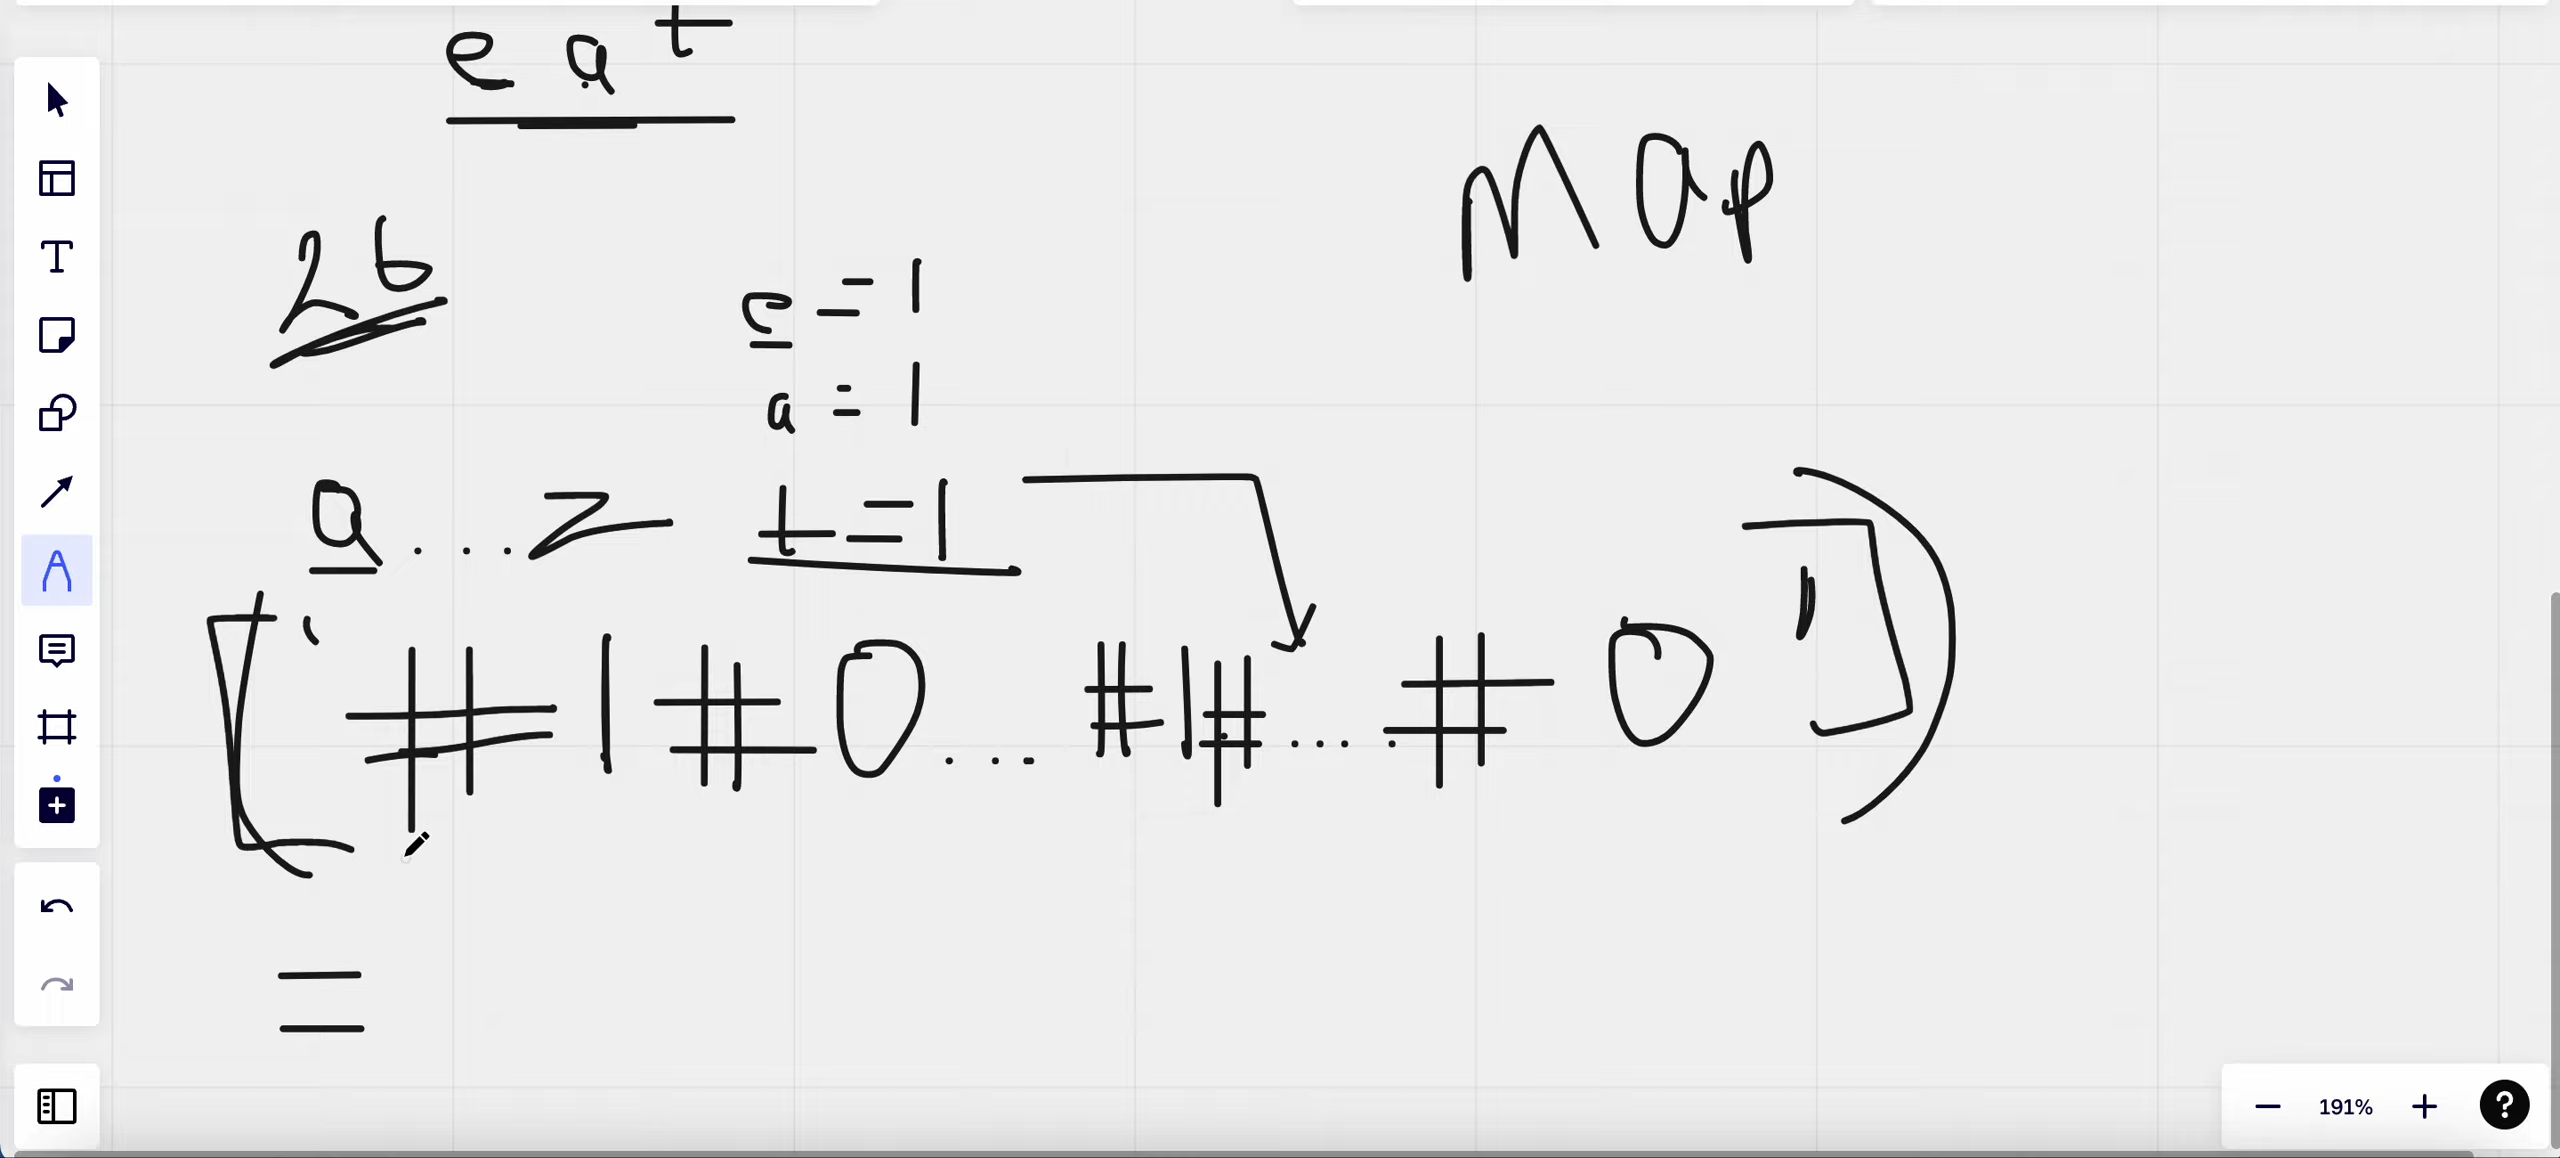 eat
Map
26
e = 1
a = 1
a...z t = 1
[(" #1#0...#1#....#0 "])
=
191%